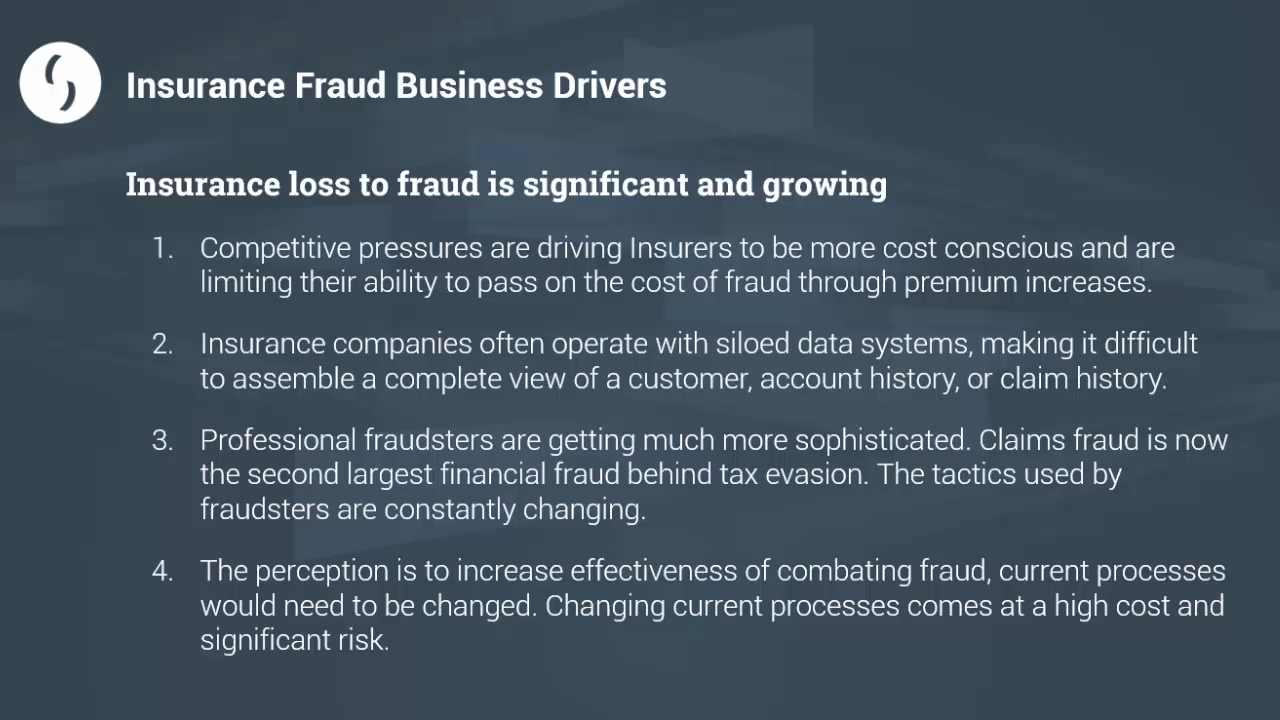 Insurance Fraud Business Drivers
Insurance loss to fraud is significant and growing
1. Competitive pressures are driving Insurers to be more cost conscious and are
limiting their ability to pass on the cost of fraud through premium increases.
2. Insurance companies often operate with siloed data systems, making it difficult
to assemble a complete view of a customer, account history, or claim history.
3. Professional fraudsters are getting much more sophisticated. Claims fraud is now
the second largest financial fraud behind tax evasion. The tactics used by
fraudsters are constantly changing.
4. The perception is to increase effectiveness of combating fraud, current processes
would need to be changed. Changing current processes comes at a high cost and
significant risk.